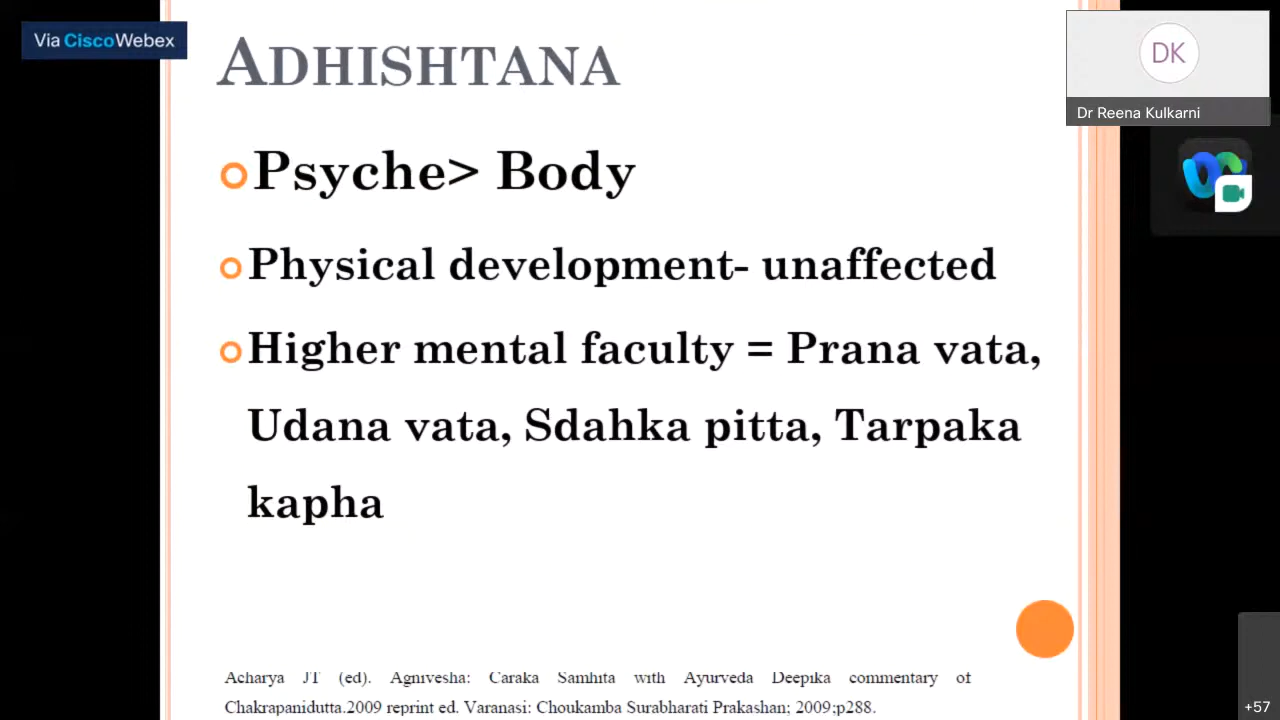 Via CiscoWebex
ADHISHTANA
DK
Dr Reena Kulkarni
Psyche> Body
Physical development- unaffected
Higher mental faculty = Prana vata,
Udana vata, Sdahka pitta, Tarpaka
kapha
Acharya JT (ed). Agnivesha: Caraka Samhita with Ayurveda Deepika commentary of
Chakrapanidutta.2009 reprint ed. Varanasi: Choukamba Surabharati Prakashan; 2009;p288.
+57